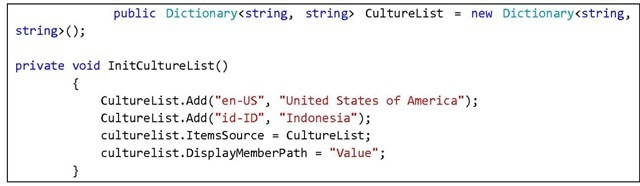 public Dictionary<string, string> CultureList = new Dictionary<string,
string>();
private void InitCultureList()
{
CultureList.Add("en-US", "United States of America");
CultureList.Add("id-ID", "Indonesia");
culturelist.ItemsSource = CultureList;
culturelist.DisplayMemberPath = "Value";
}